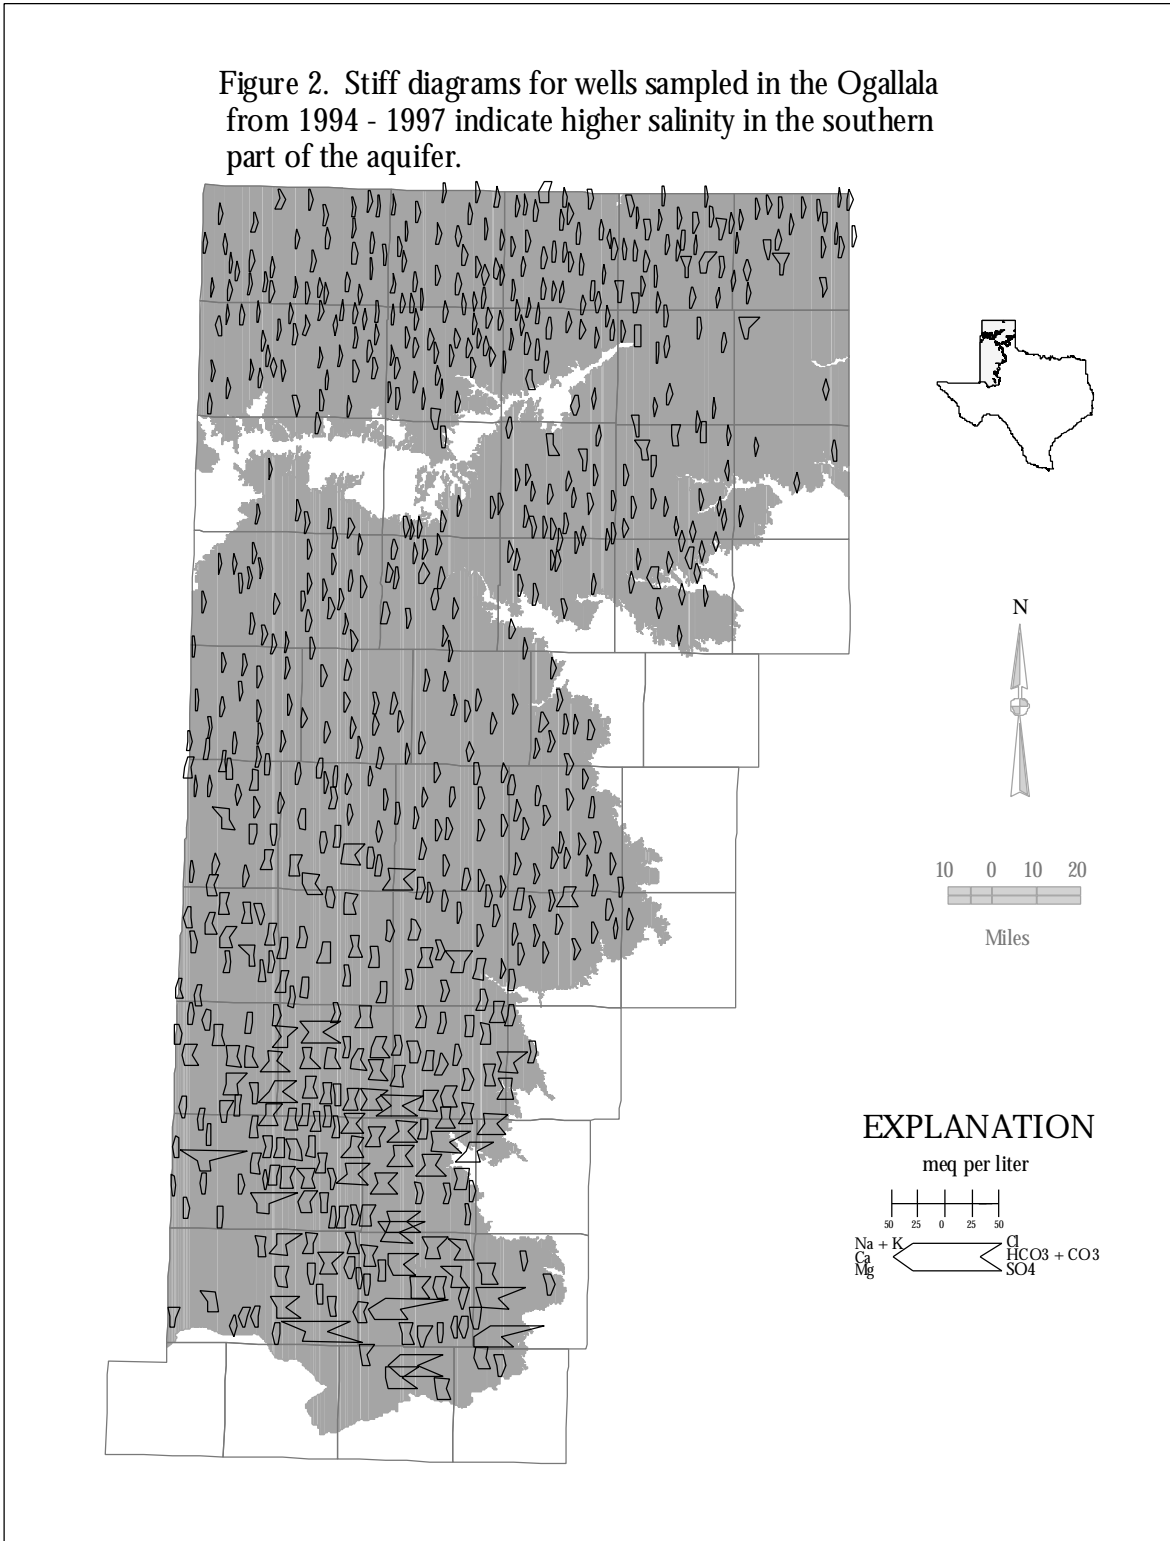 Figure 2. Stiff diagrams for wells sampled in the Ogallala
from 1994 - 1997 indicate higher salinity in the southern
part of the aquifer.
N
10 0 10 20
Miles
EXPLANATION
meq per liter
50 25 0 25 50
Na + K Cl
Ca HCO3 + CO3
Mg SO4